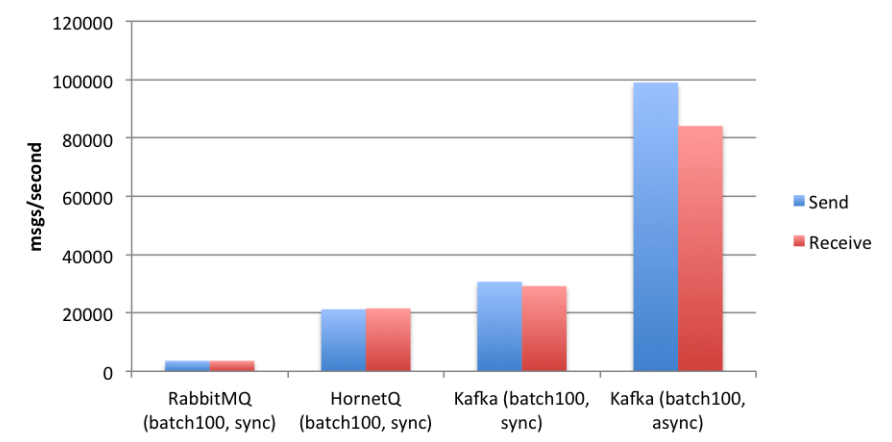 120000
100000
80000
60000
40000
20000
0
msgs/second
RabbitMQ
(batch100, sync)
HornetQ
(batch100, sync)
Kafka (batch100,
sync)
Kafka (batch100,
async)
Send
Receive